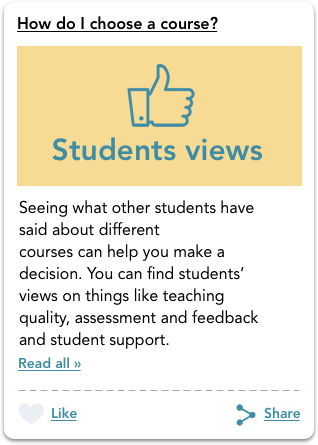 How do I choose a course?
Students views
Seeing what other students have
said about different
courses can help you make a
decision. You can find students’
views on things like teaching
quality, assessment and feedback
and student support.
Read all »
Like
Share